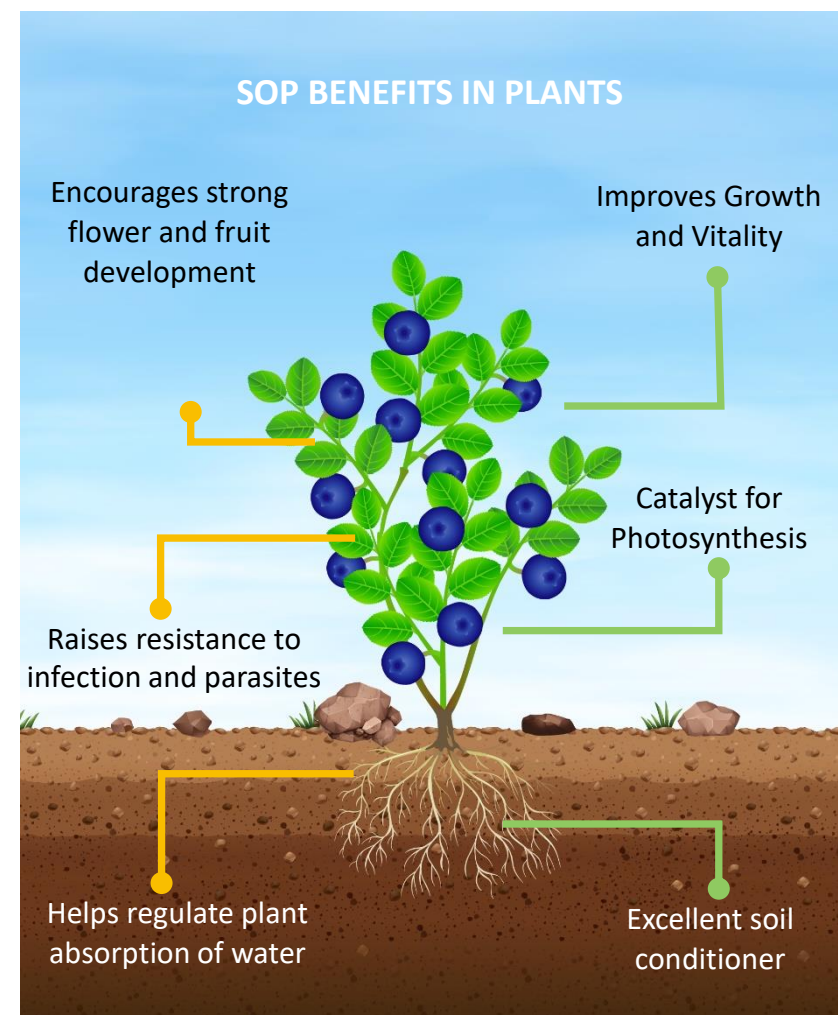 SOP BENEFITS IN PLANTS
Encourages strong
flower and fruit
development
Improves Growth
and Vitality
Catalyst for
Photosynthesis
Raises resistance to
infection and parasites
Helps regulate plant
absorption of water
Excellent soil
conditioner